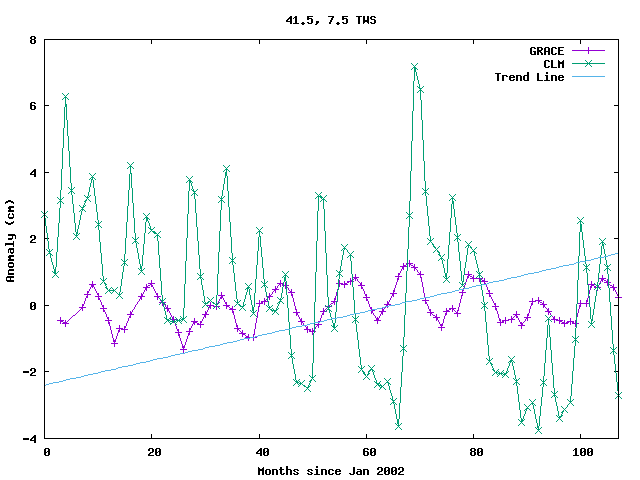 41.5, 7.5 TWS
GRACE
CLM
Trend Line
Anomaly (cm)
8
6
4
2
0
-2
-4
0 20 40 60 80 100
Months since Jan 2002